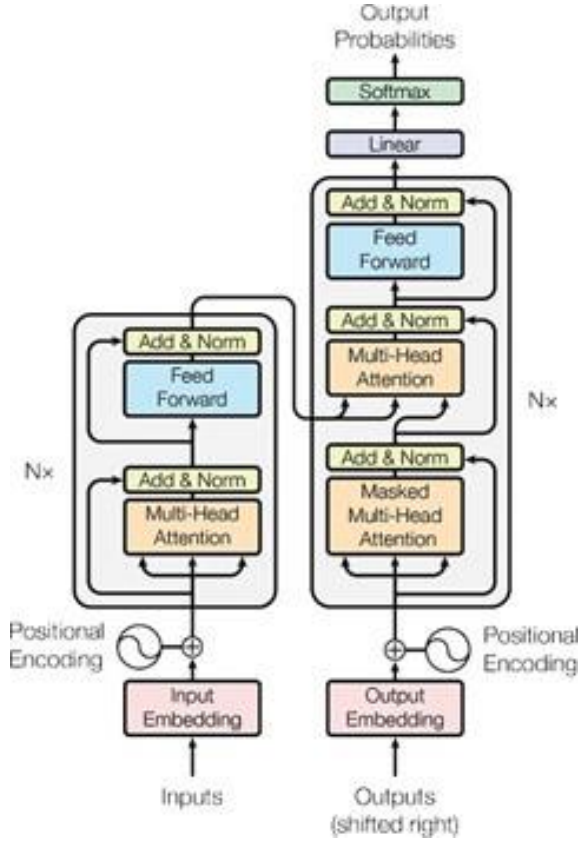 Output
Probabilities
Softmax
Linear
Add & Norm
Feed
Forward
Add & Norm
Multi-Head
Attention
Add & Norm
Masked
Multi-Head
Attention
Nx
Add & Norm
Feed
Forward
Add & Norm
Multi-Head
Attention
Nx
Positional
Encoding
Positional
Encoding
Input
Embedding
Output
Embedding
Inputs
Outputs
(shifted right)